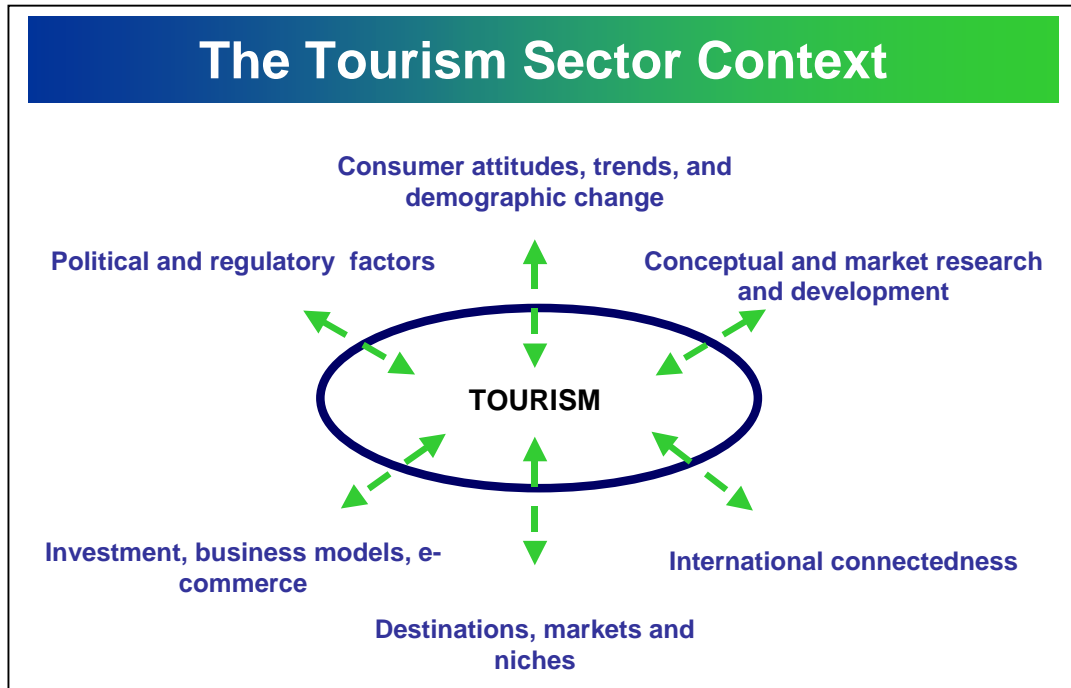 The Tourism Sector Context
Consumer attitudes, trends, and
demographic change
Political and regulatory factors
Conceptual and market research
and development
TOURISM
Investment, business models, e-
commerce
International connectedness
Destinations, markets and
niches